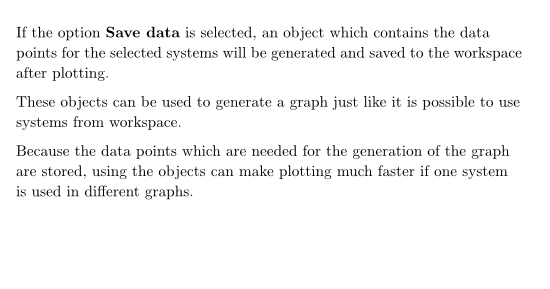 If the option Save data is selected, an object which contains the data
points for the selected systems will be generated and saved to the workspace
after plotting.
These objects can be used to generate a graph just like it is possible to use
systems from workspace.
Because the data points which are needed for the generation of the graph
are stored, using the objects can make plotting much faster if one system
is used in different graphs.